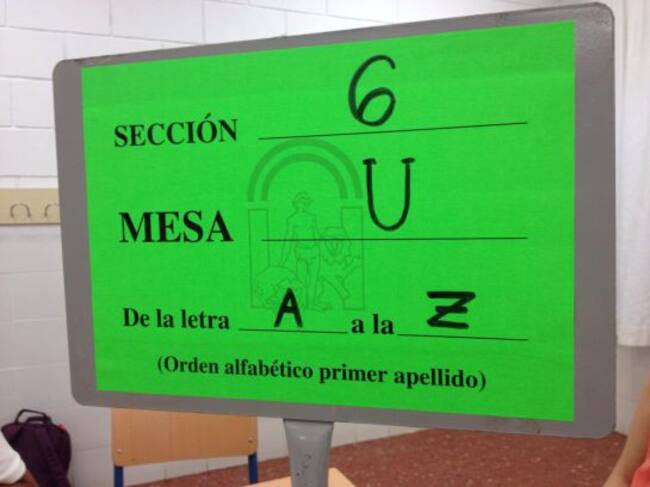 SECCIÓN 6
MESA U
De la letra A a la Z
(Orden alfabético primer apellido)